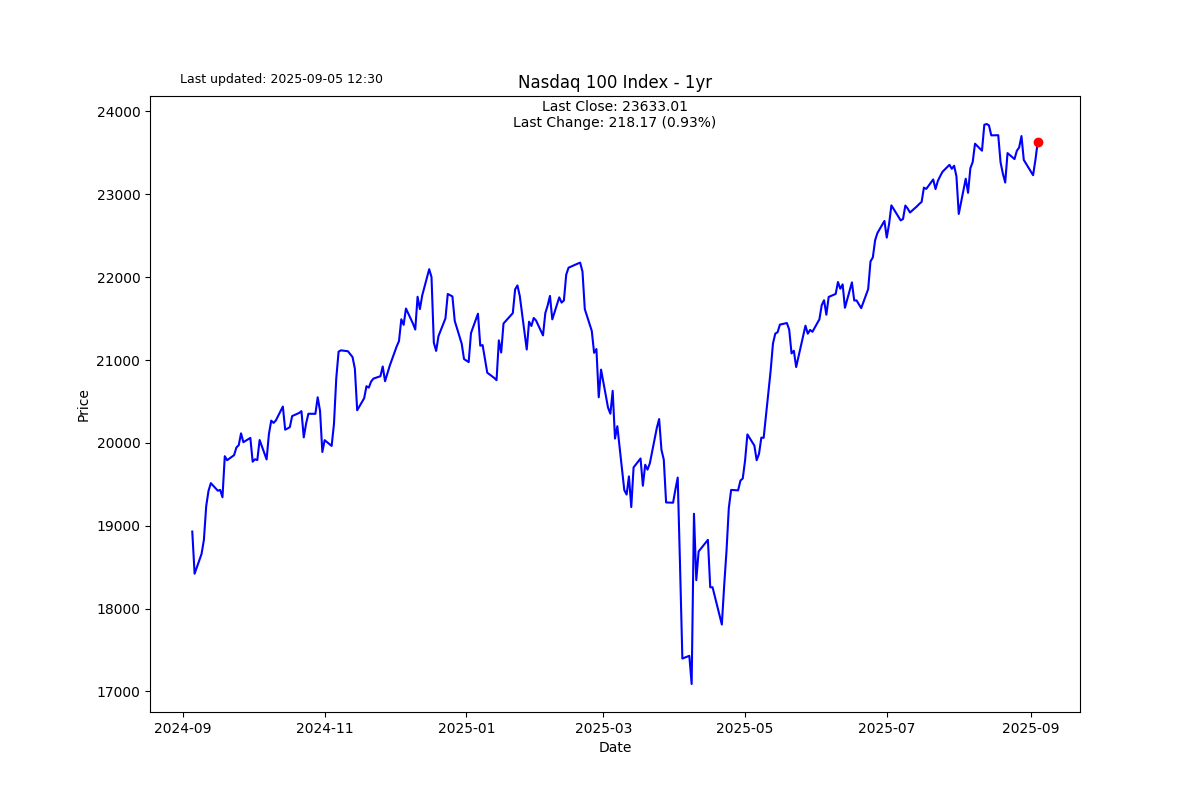 Last updated: 2025-09-05 12:30
Nasdaq 100 Index - 1yr
Last Close: 23633.01
Last Change: 218.17 (0.93%)
24000
23000
22000
21000
20000
19000
18000
17000
Price
2024-09
2024-11
2025-01
2025-03
2025-05
2025-07
2025-09
Date